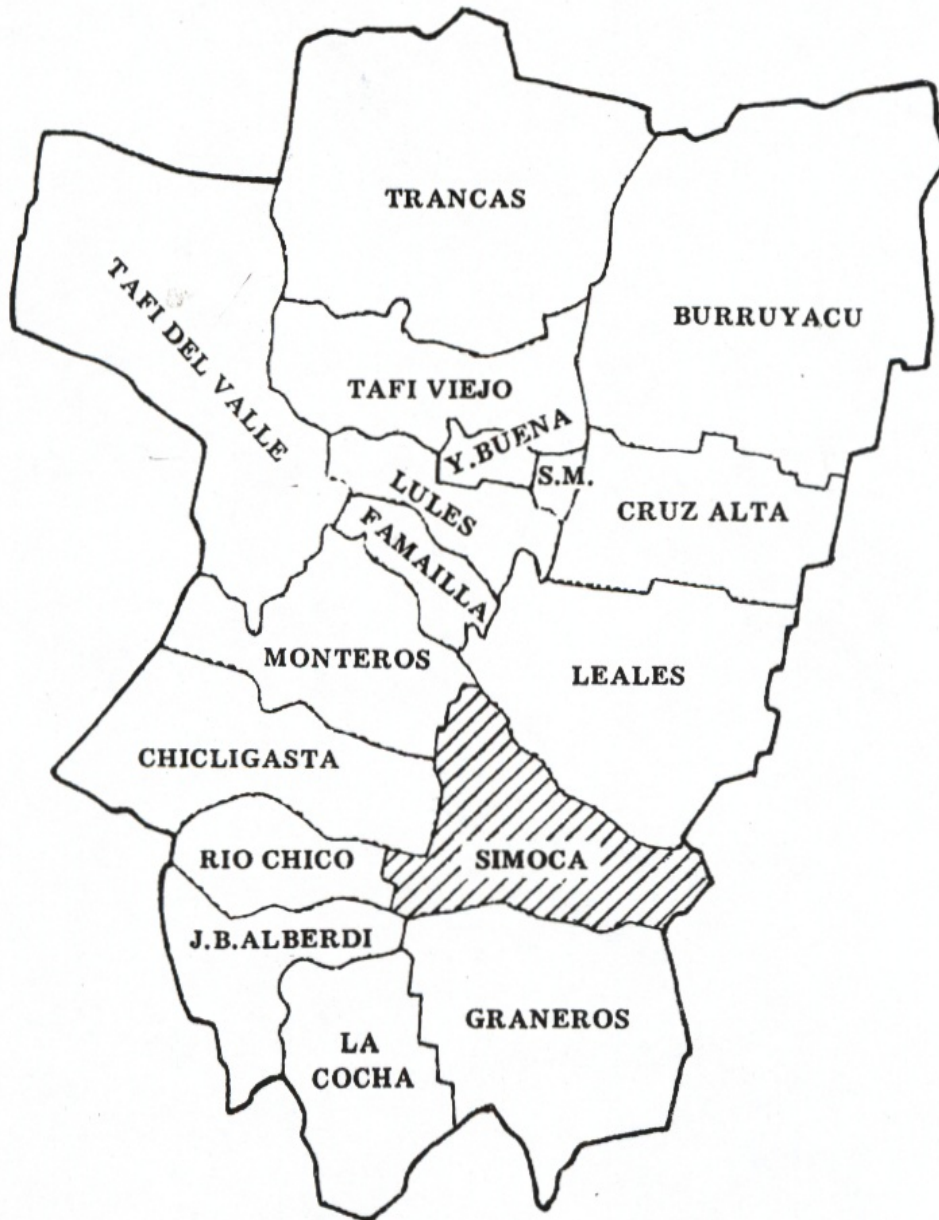 TRANCAS
TAFI DEL VALLE
BURRUYACU
TAFI VIEJO
Y. BUENA
S.M.
LULES
CRUZ ALTA
FAMAILLA
MONTEROS
LEALES
CHICLIGASTA
RIO CHICO
SIMOCA
J.B.ALBERDI
GRANEROS
LA
COCHA